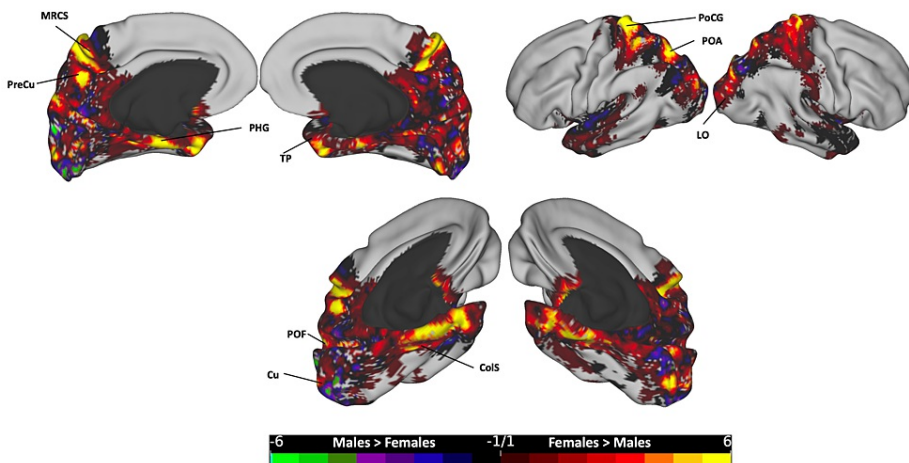 MRCS
PreCu
PHG
TP
PoCG
POA
LO
POF
Cu
ColS
-6 Males > Females -1/1 Females > Males 6